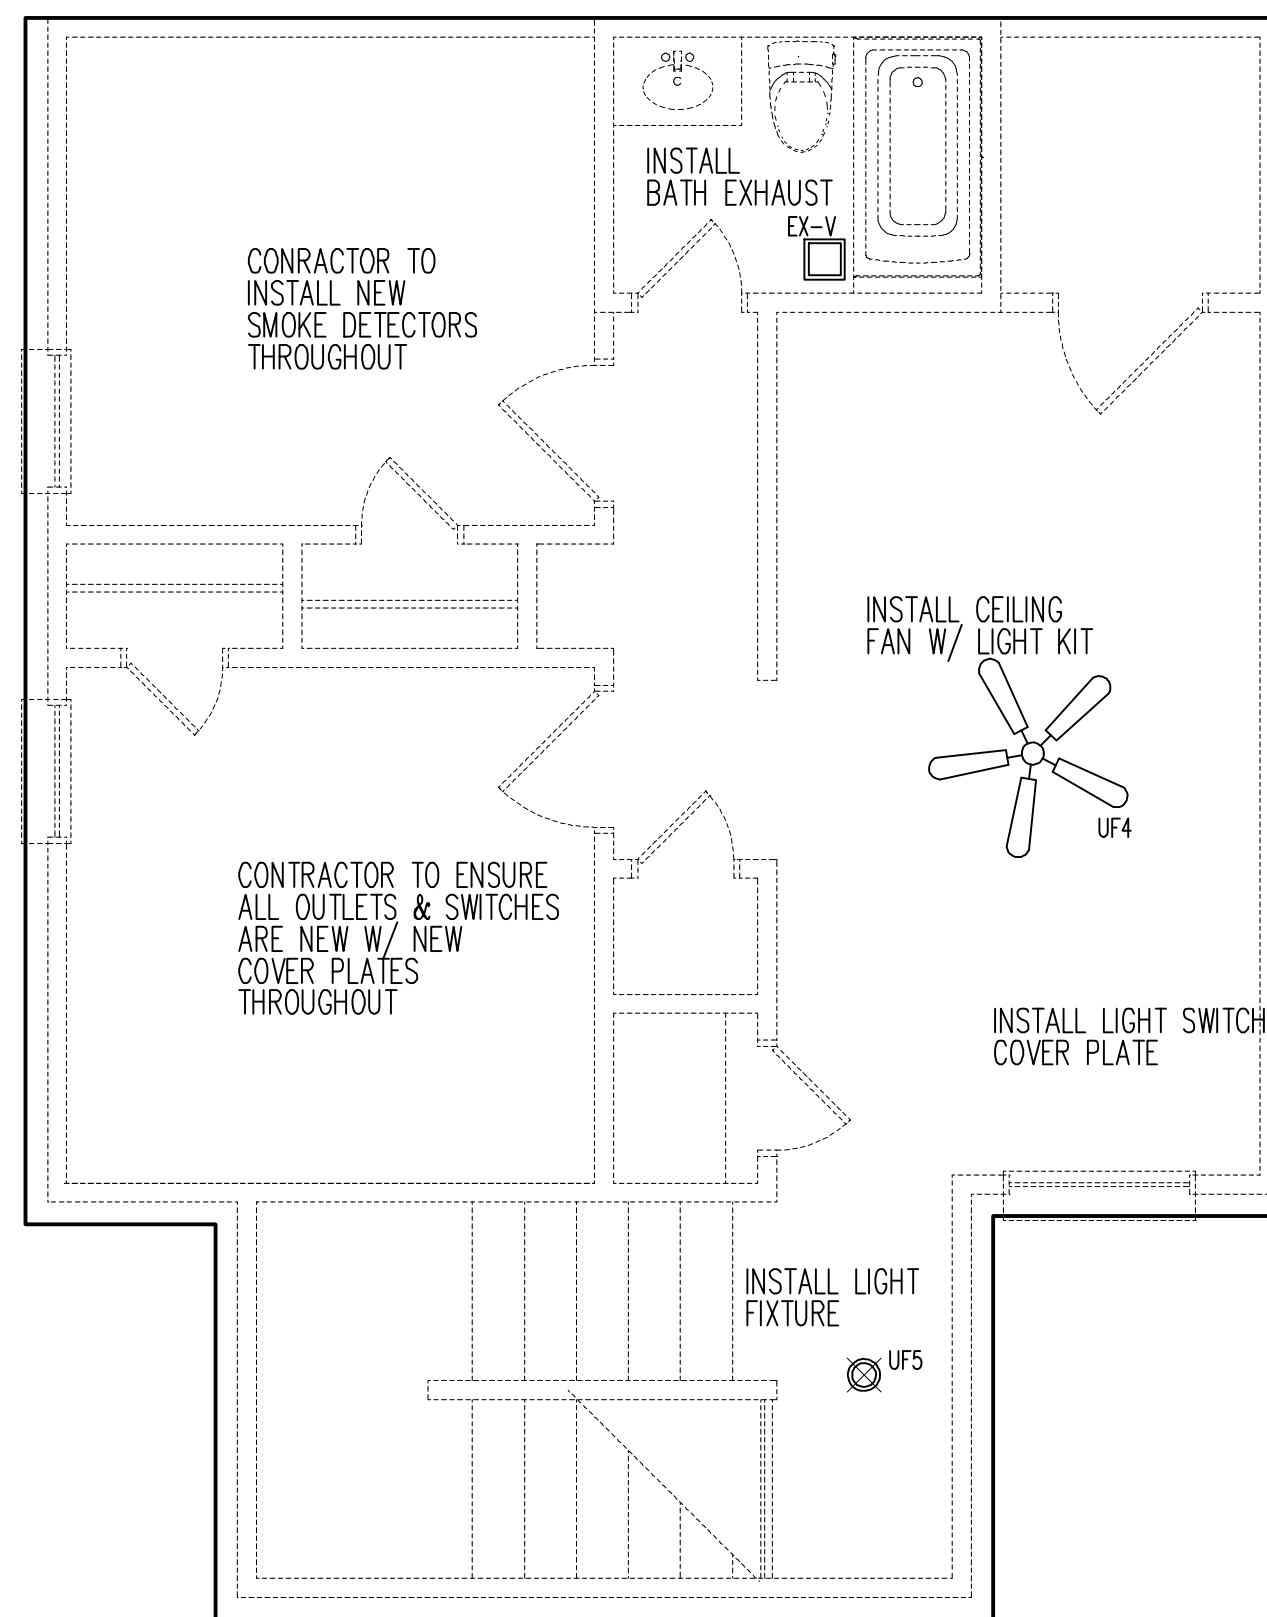 INSTALL
BATH EXHAUST
EX-V
CONRACTOR TO
INSTALL NEW
SMOKE DETECTORS
THROUGHOUT
INSTALL CEILING
FAN W/ LIGHT KIT
UF4
CONTRACTOR TO ENSURE
ALL OUTLETS & SWITCHES
ARE NEW W/ NEW
COVER PLATES
THROUGHOUT
INSTALL LIGHT SWITCH
COVER PLATE
INSTALL LIGHT
FIXTURE
UF5